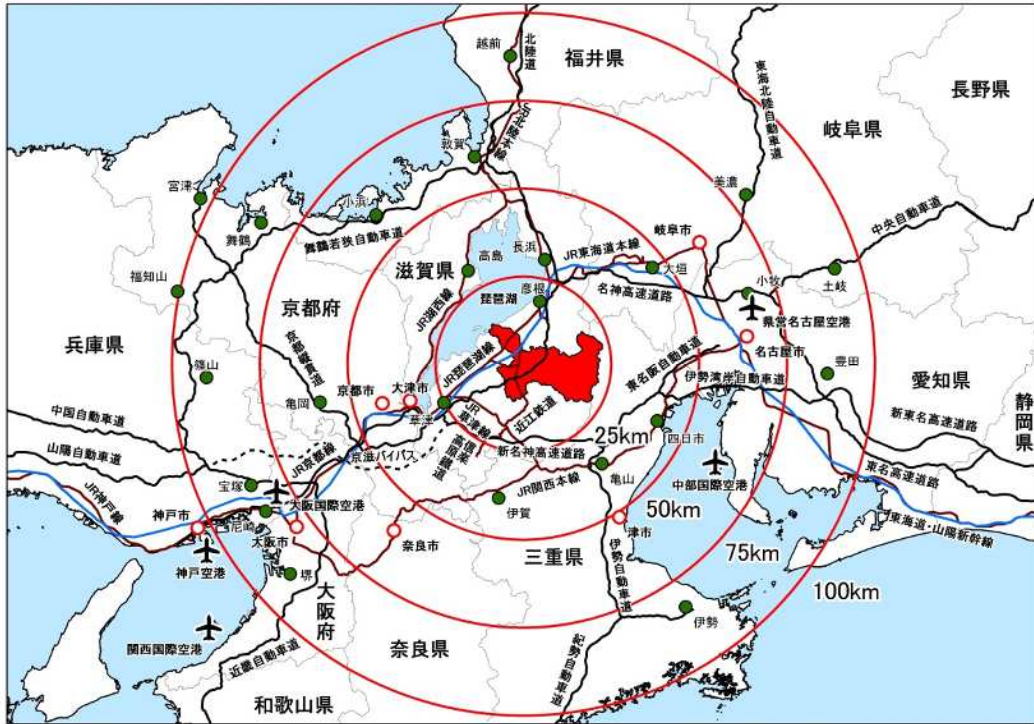 越前
北陸道
福井県
長野県
東海北陸自動車道
岐阜県
JR北陸本線
敦賀
宮津
小浜
舞鶴
舞鶴若狭自動車道
美濃
中央自動車道
岐阜市
長浜
JR東海道本線
高島
滋賀県
大垣
土岐
小牧
福知山
京都府
琵琶湖
彦根
名神高速道路
県営名古屋空港
JR湖西線
兵庫県
京都縦貫道
名古屋市
東名阪自動車道
伊勢湾岸自動車道
豊田
愛知県
静岡県
篠山
JR琵琶湖線
京都市
大津市
亀岡
草津
JR草津線
近江鉄道
中国自動車道
信楽高原鐵道
25km
四日市
新東名高速道路
山陽自動車道
JR京都線
京滋バイパス
新名神高速道路
亀山
中部国際空港
東名高速道路
宝塚
JR神戸線
大阪国際空港
JR関西本線
伊賀
50km
神戸市
尼崎
大阪市
奈良市
津市
東海道・山陽新幹線
神戸空港
三重県
75km
堺
大阪府
伊勢自動車道
100km
関西国際空港
伊勢
奈良県
近畿自動車道
紀勢自動車道
和歌山県